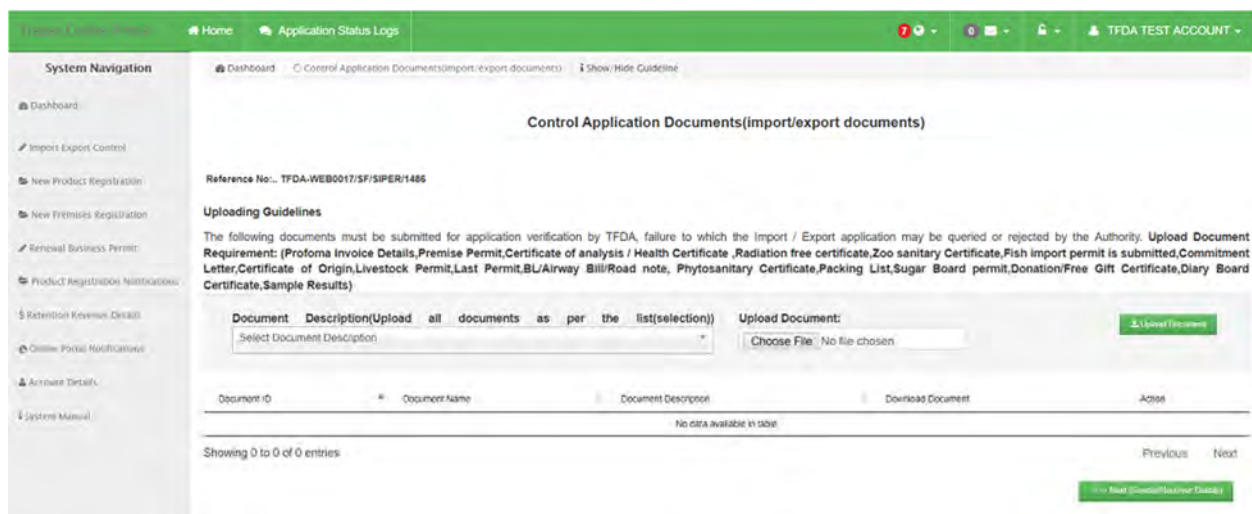 Home Application Status Logs 7 0 TFDA TEST ACCOUNT
System Navigation
Dashboard
Import Export Control
New Product Registration
New Premises Registration
Renewal Business Permit
Product Registration Notifications
$ Retention Revenue Details
Online Portal Notifications
Account Details
System Manual
Dashboard Control Application Documents(import/export documents) Show/Hide Guideline
Control Application Documents(import/export documents)
Reference No:.. TFDA-WEB0017/SF/SIPER/1486
Uploading Guidelines
The following documents must be submitted for application verification by TFDA, failure to which the Import / Export application may be queried or rejected by the Authority. Upload Document
Requirement: (Profoma Invoice Details,Premise Permit,Certificate of analysis / Health Certificate ,Radiation free certificate,Zoo sanitary Certificate,Fish import permit is submitted,Commitment
Letter,Certificate of Origin,Livestock Permit,Last Permit,BL/Airway Bill/Road note, Phytosanitary Certificate,Packing List,Sugar Board permit,Donation/Free Gift Certificate,Diary Board
Certificate,Sample Results)
Document Description(Upload all documents as per the list(selection)) Upload Document:
Select Document Description Choose File No file chosen Upload Document
Document ID Document Name Document Description Download Document Action
No data available in table
Showing 0 to 0 of 0 entries Previous Next
Next